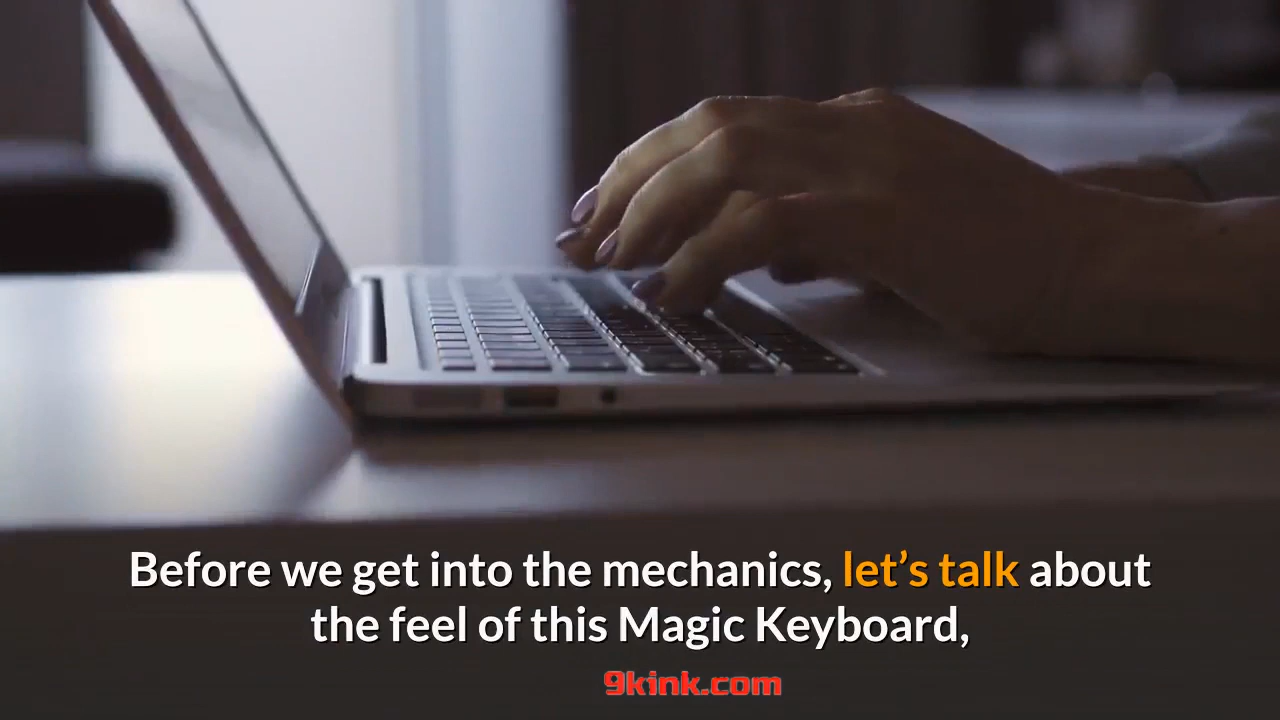 Before we get into the mechanics, let’s talk about
the feel of this Magic Keyboard,
9kink.com